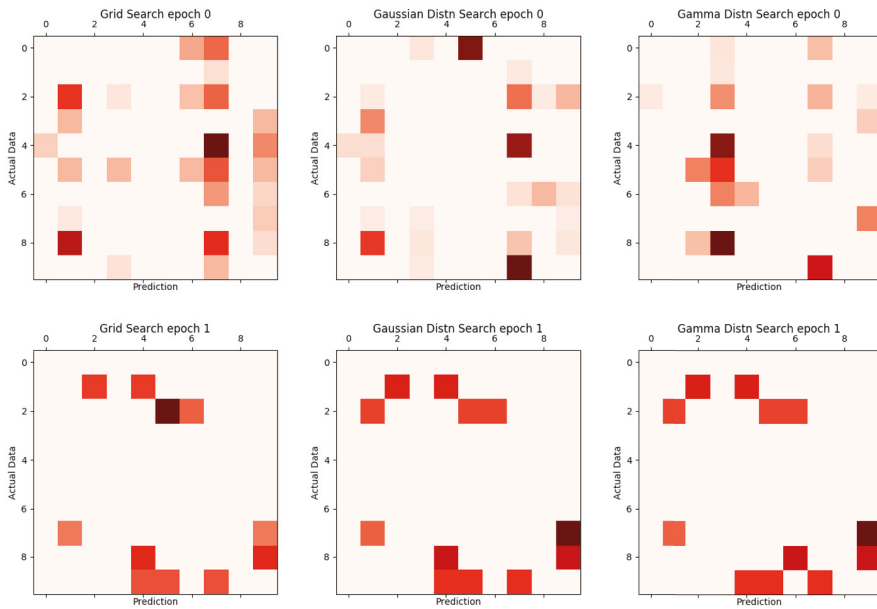 Grid Search epoch 0
0 2 4 6 8
0
2
4
6
8
Actual Data
Prediction
Gaussian Distn Search epoch 0
0 2 4 6 8
0
2
4
6
8
Actual Data
Prediction
Gamma Distn Search epoch 0
0 2 4 6 8
0
2
4
6
8
Actual Data
Prediction
Grid Search epoch 1
0 2 4 6 8
0
2
4
6
8
Actual Data
Prediction
Gaussian Distn Search epoch 1
0 2 4 6 8
0
2
4
6
8
Actual Data
Prediction
Gamma Distn Search epoch 1
0 2 4 6 8
0
2
4
6
8
Actual Data
Prediction